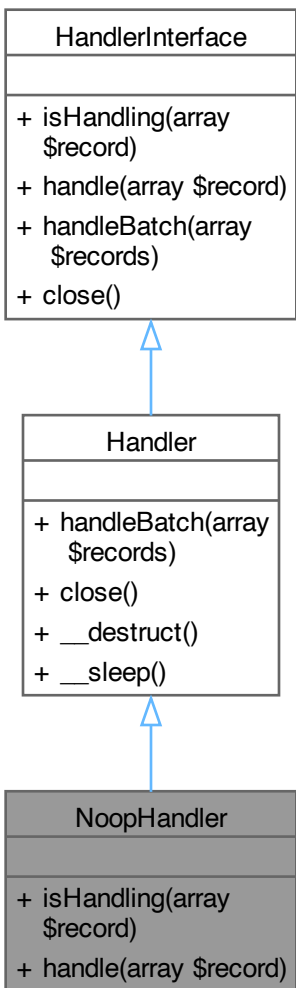 HandlerInterface
+ isHandling(array
$record)
+ handle(array $record)
+ handleBatch(array
$records)
+ close()
Handler
+ handleBatch(array
$records)
+ close()
+ __destruct()
+ __sleep()
NoopHandler
+ isHandling(array
$record)
+ handle(array $record)